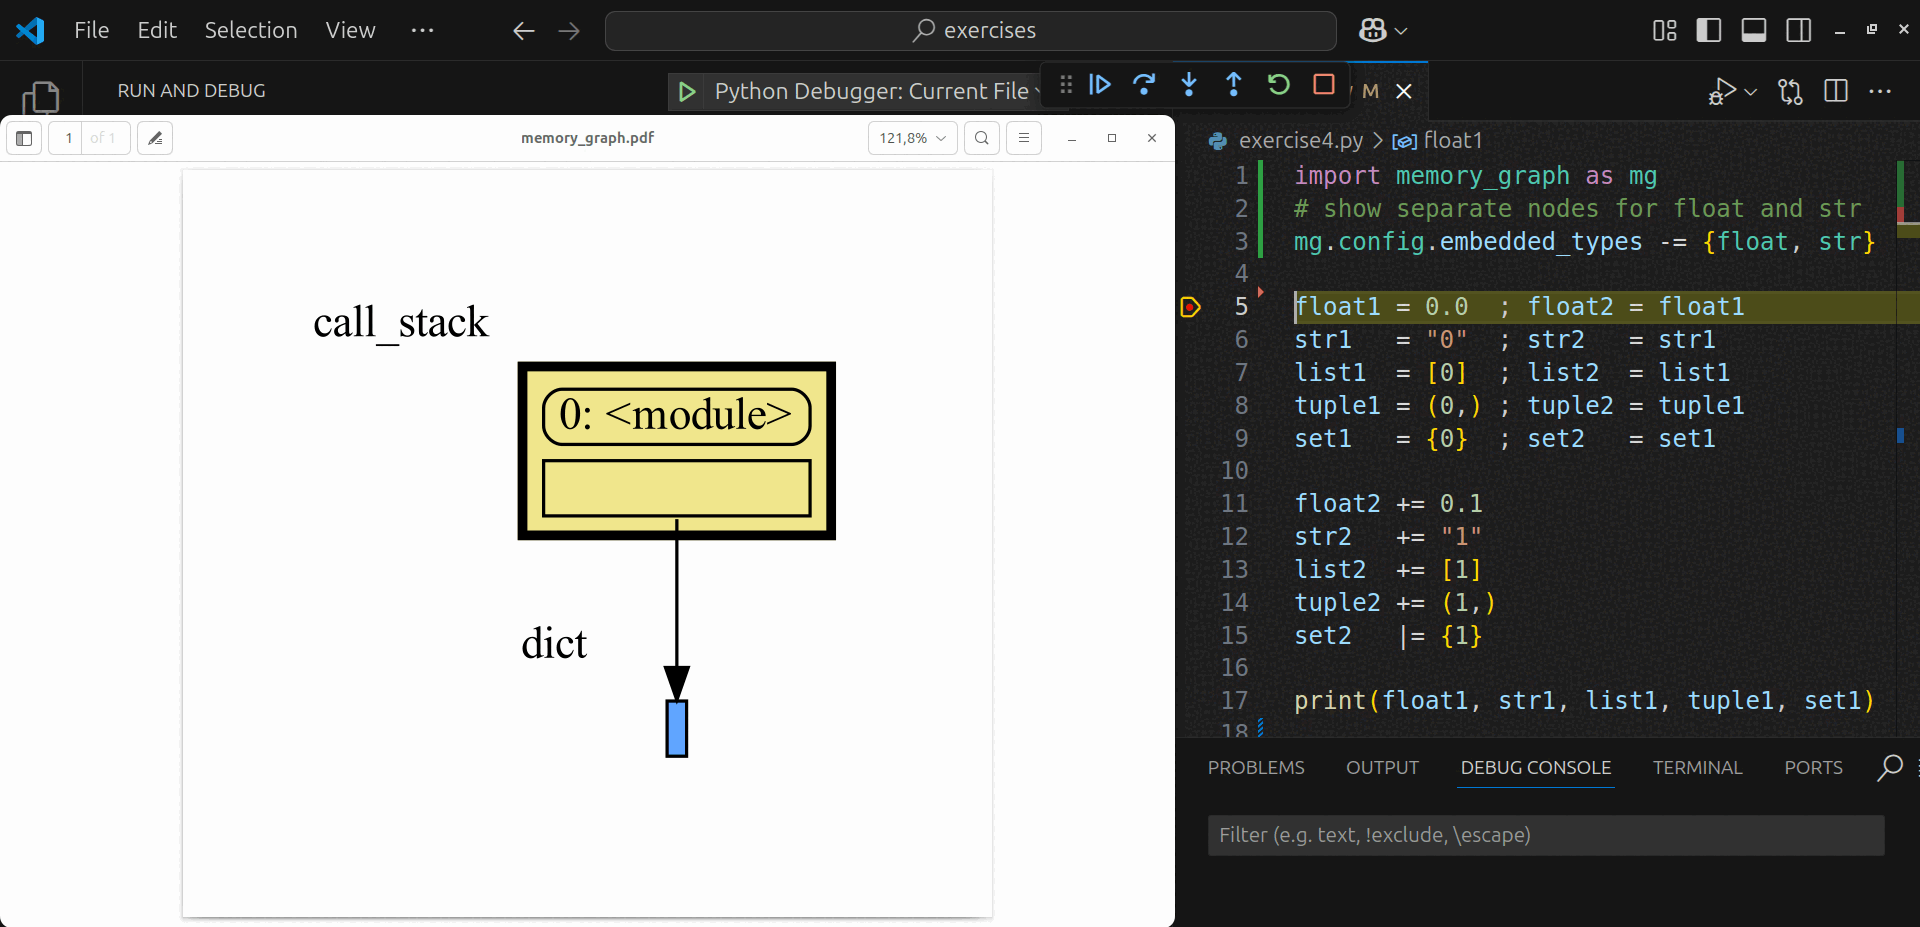 File Edit Selection View ··· exercises
RUN AND DEBUG
Python Debugger: Current File
M
1 of 1
memory_graph.pdf
121,8%
call_stack
0: <module>
dict
exercise4.py > float1
1 import memory_graph as mg
2 # show separate nodes for float and str
3 mg.config.embedded_types -= {float, str}
4
5 float1 = 0.0 ; float2 = float1
6 str1 = "0" ; str2 = str1
7 list1 = [0] ; list2 = list1
8 tuple1 = (0,) ; tuple2 = tuple1
9 set1 = {0} ; set2 = set1
10
11 float2 += 0.1
12 str2 += "1"
13 list2 += [1]
14 tuple2 += (1,)
15 set2 |= {1}
16
17 print(float1, str1, list1, tuple1, set1)
18
PROBLEMS OUTPUT DEBUG CONSOLE TERMINAL PORTS
Filter (e.g. text, !exclude, \escape)